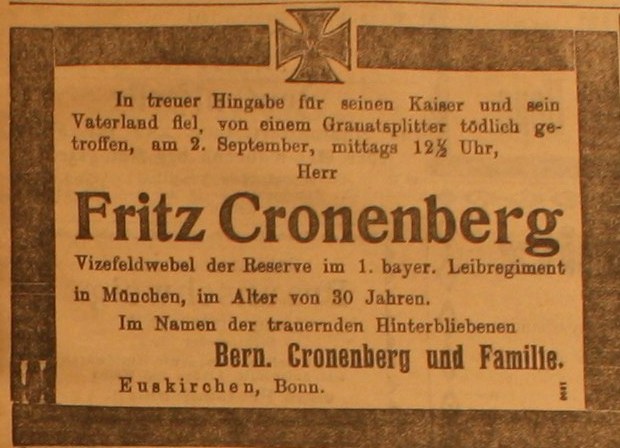 In treuer Hingabe für seinen Kaiser und sein
Vaterland fiel, von einem Granatsplitter tödlich ge-
troffen, am 2. September, mittags 12½ Uhr,
Herr
Fritz Cronenberg
Vizefeldwebel der Reserve im 1. bayer. Leibregiment
in München, im Alter von 30 Jahren.
Im Namen der trauernden Hinterbliebenen
Bern. Cronenberg und Familie.
Euskirchen, Bonn.